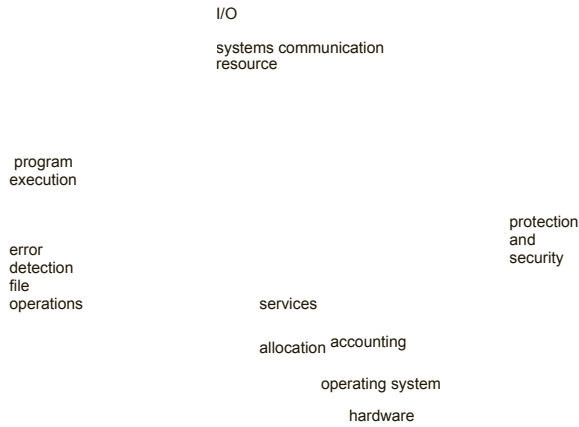 I/O
systems communication
resource
program
execution
protection
and
security
error
detection
file
operations
services
allocation accounting
operating system
hardware